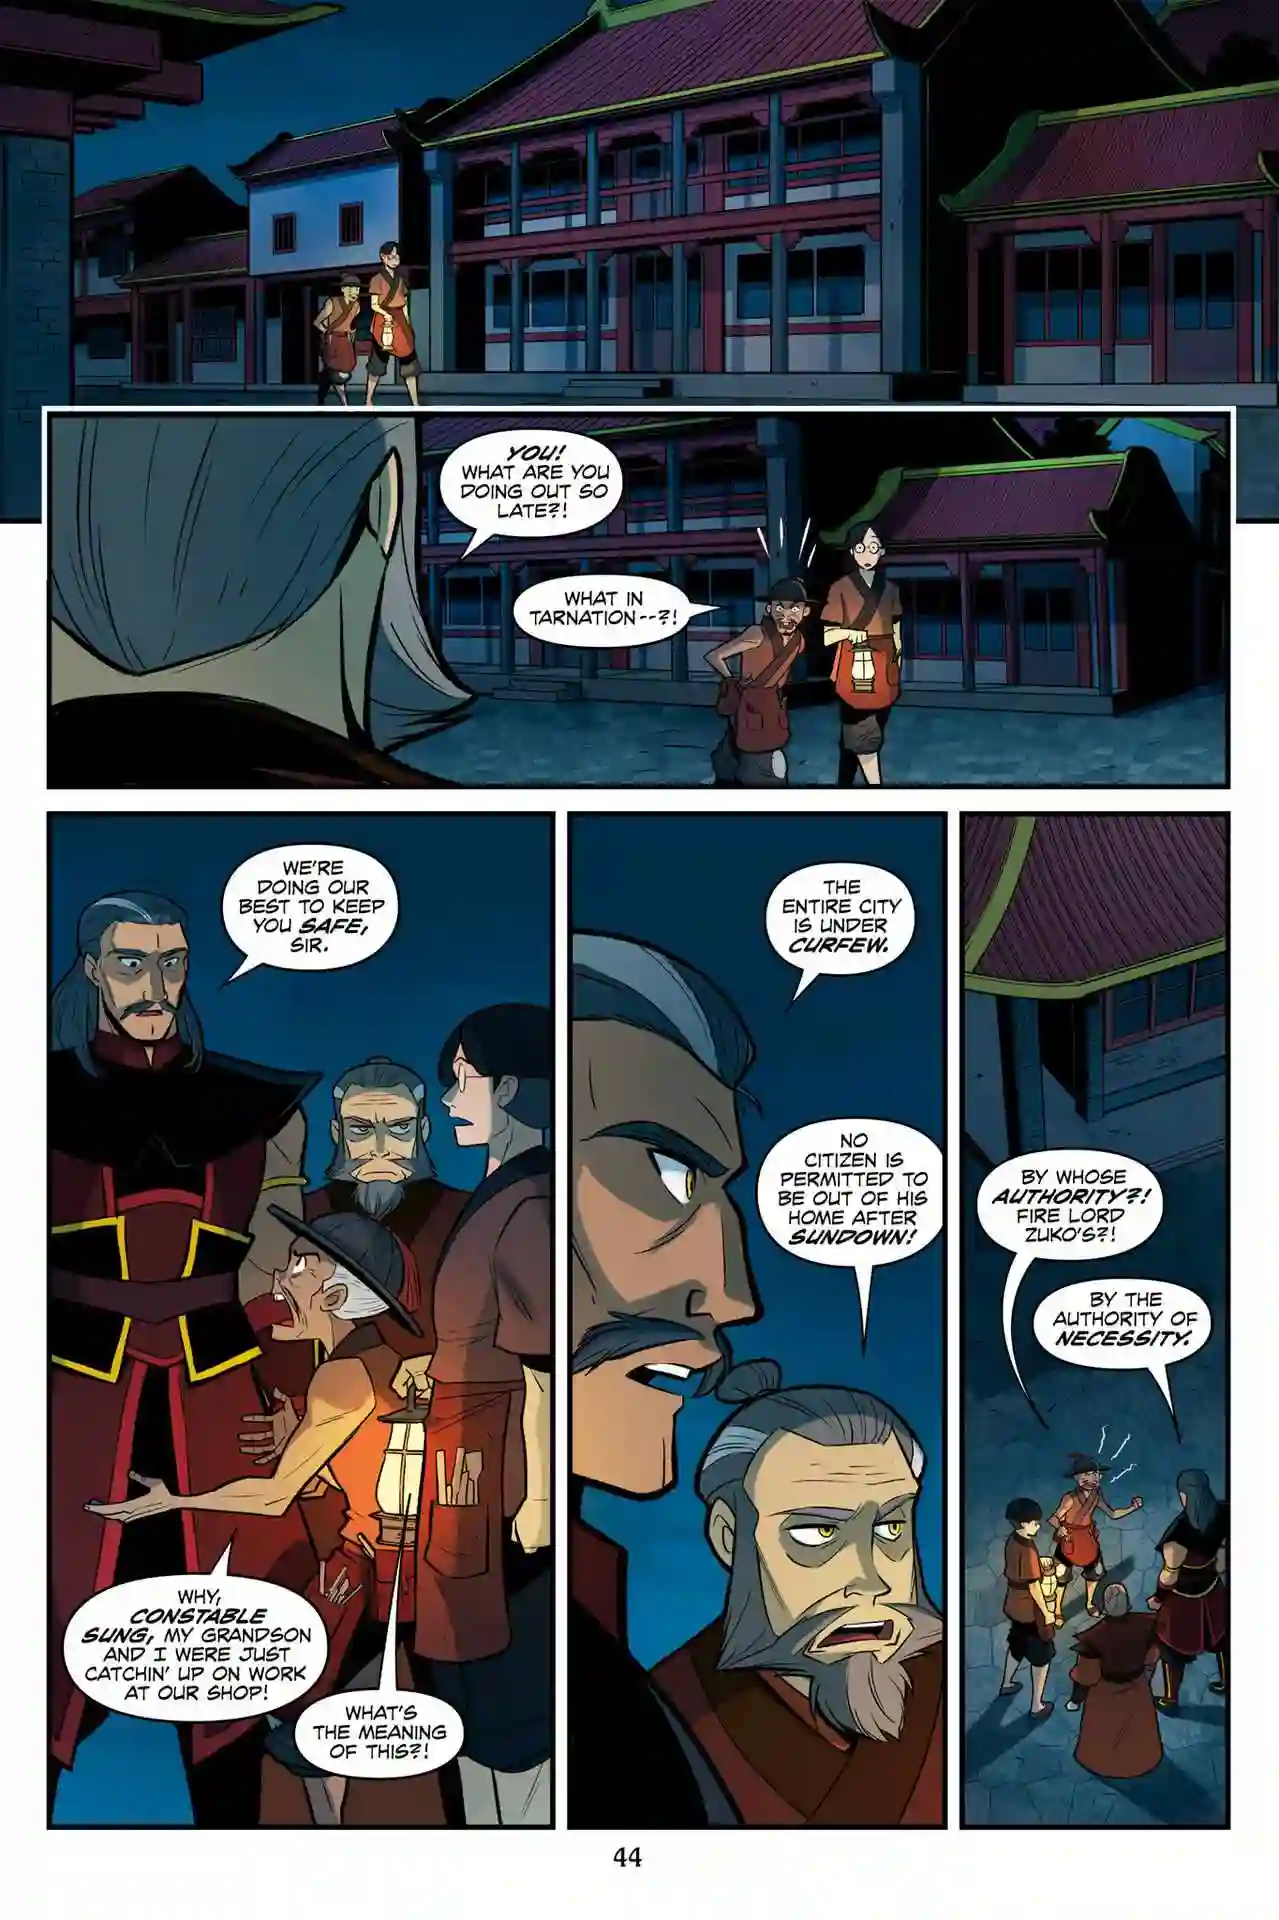 YOU!
WHAT ARE YOU
DOING OUT SO
LATE?!
WHAT IN
TARNATION--?!
WE'RE
DOING OUR
BEST TO KEEP
YOU SAFE,
SIR.
WHY,
CONSTABLE
SUNG, MY GRANDSON
AND I WERE JUST
CATCHIN' UP ON WORK
AT OUR SHOP!
WHAT'S
THE MEANING
OF THIS?!
THE
ENTIRE CITY
IS UNDER
CURFEW.
NO
CITIZEN IS
PERMITTED TO
BE OUT OF HIS
HOME AFTER
SUNDOWN!
BY WHOSE
AUTHORITY?!
FIRE LORD
ZUKO'S?!
BY THE
AUTHORITY OF
NECESSITY.
44